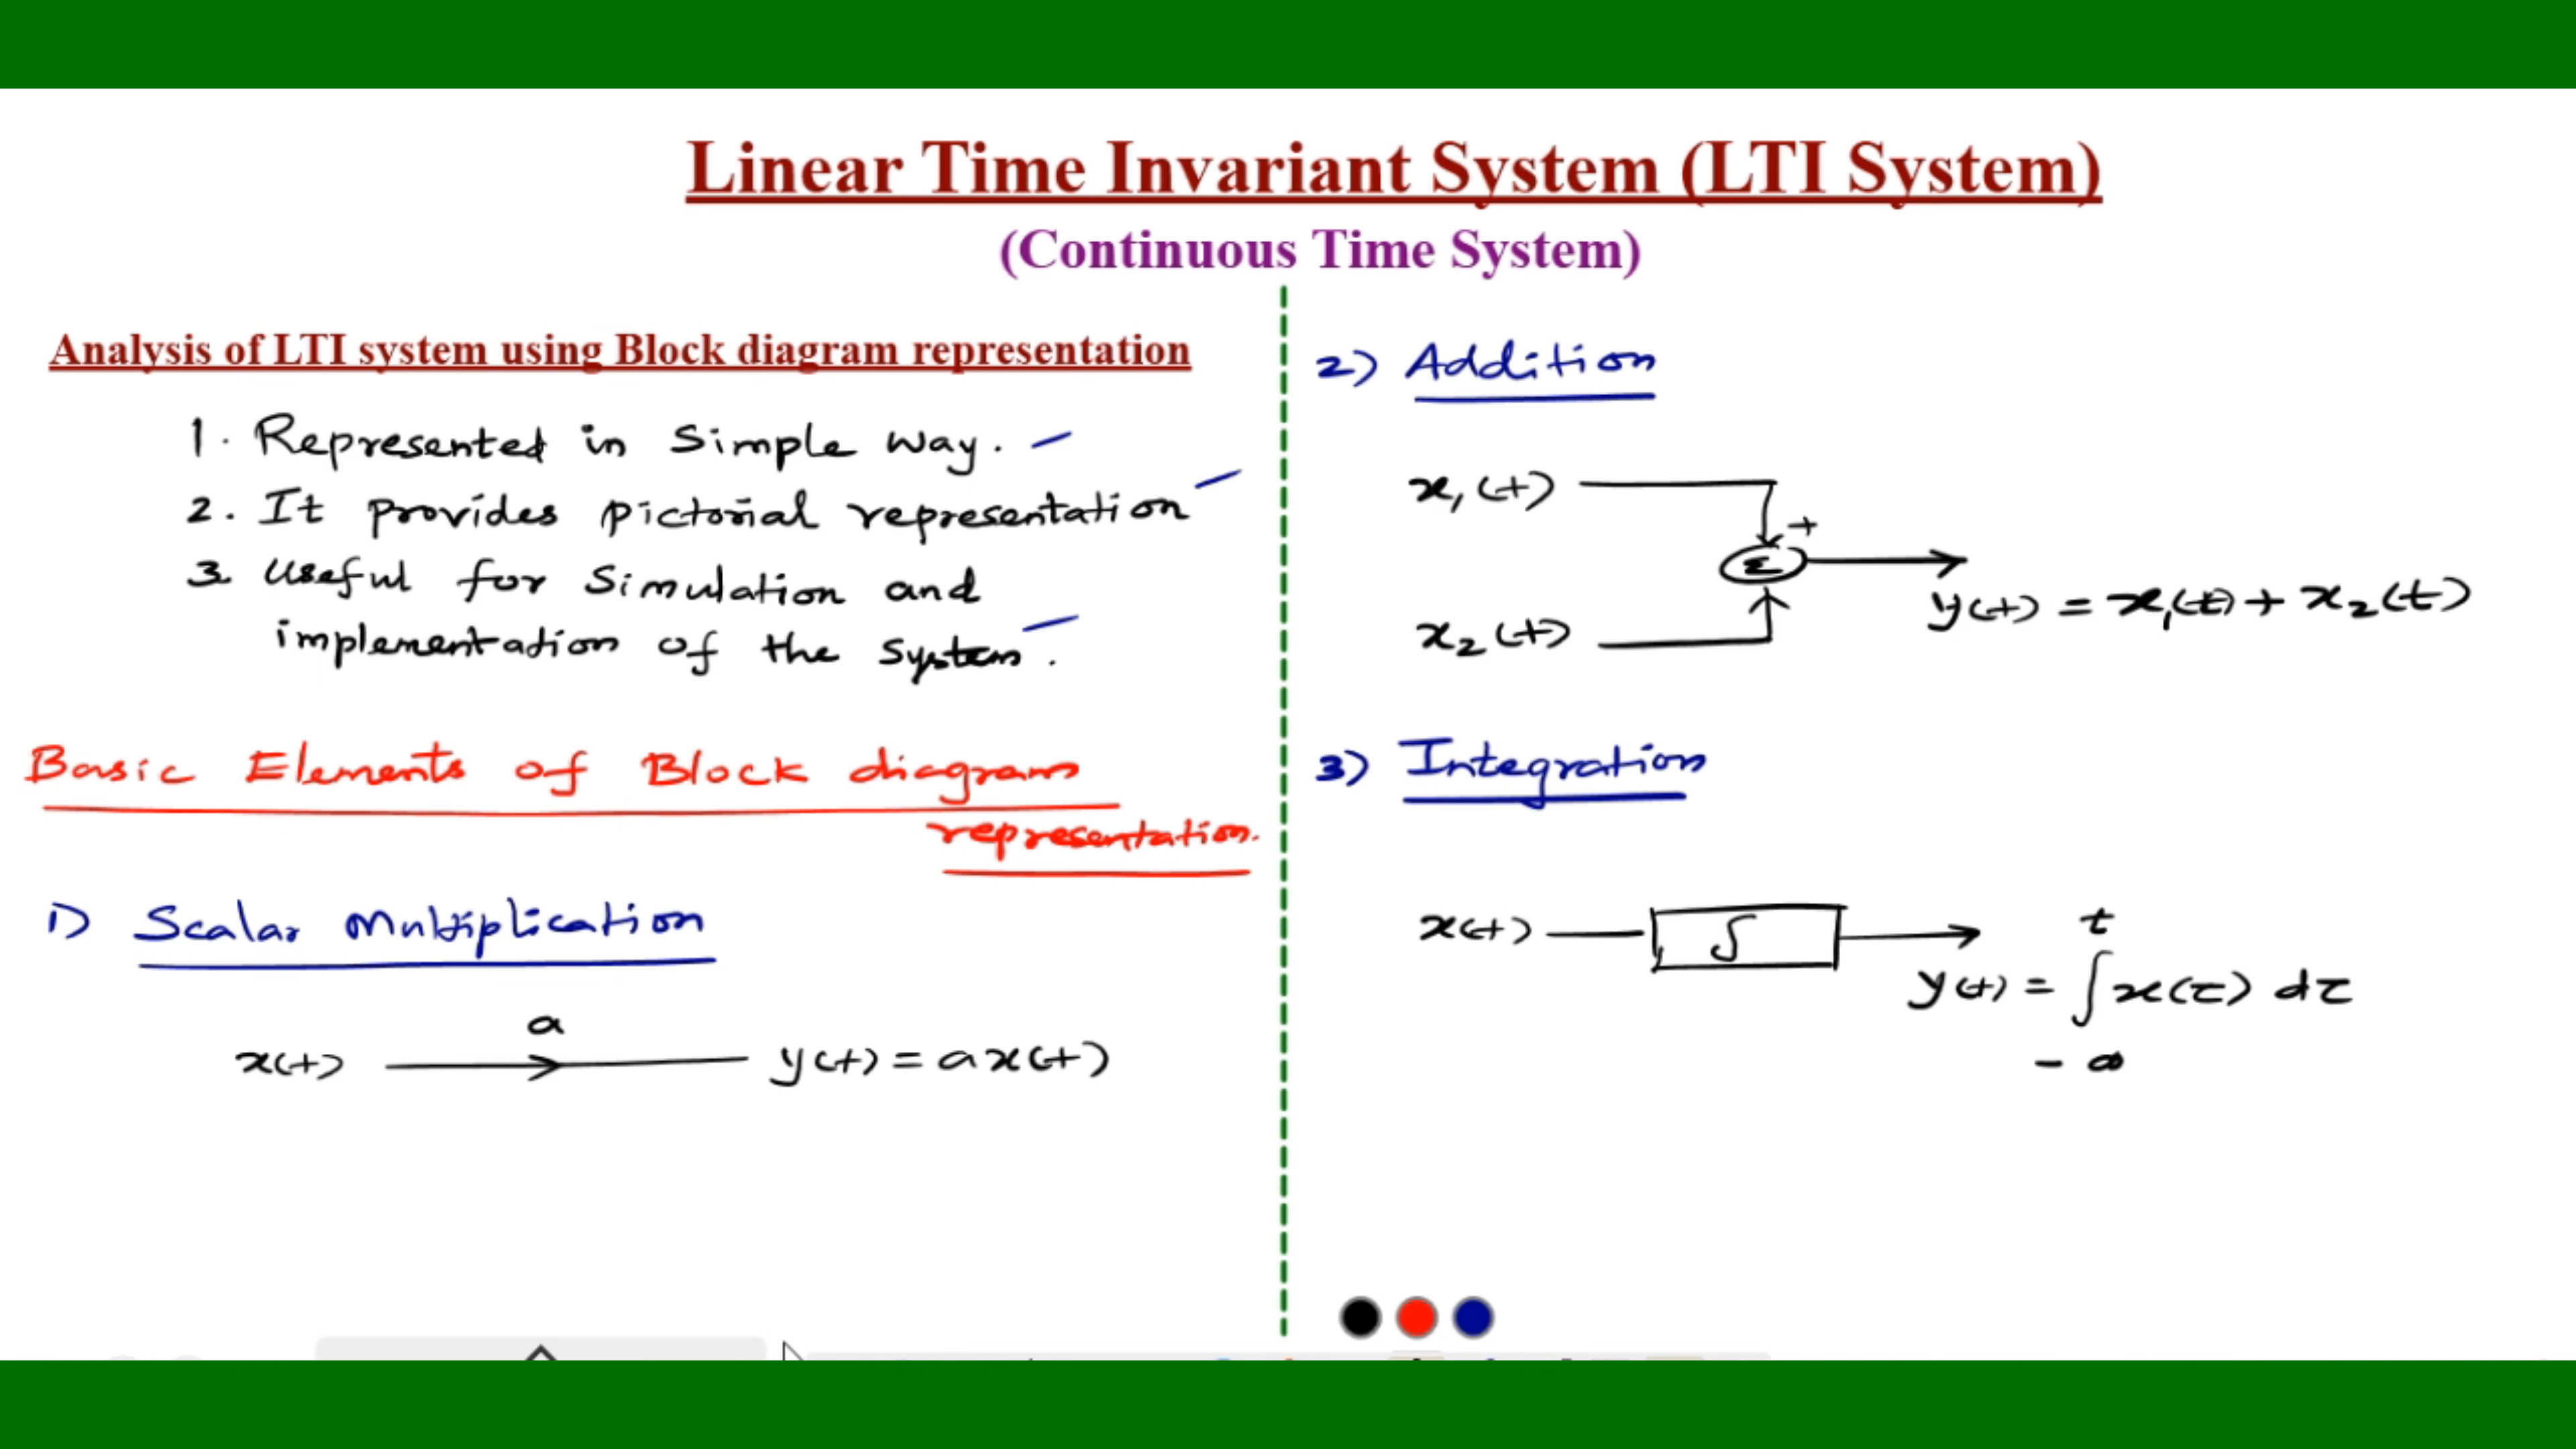 Linear Time Invariant System (LTI System)
(Continuous Time System)
Analysis of LTI system using Block diagram representation
1. Represented in Simple way.
2. It provides pictorial representation
3 Useful for Simulation and
implementation of the system.
Basic Elements of Block diagram
representation.
1) Scalar Multiplication
a
x(t) y(t) = ax(t)
2) Addition
x₁(t)
+
Σ
x₂(t)
y(t) = x₁(t) + x₂(t)
3) Integration
x(t) ∫
t
y(t) = ∫ x(τ) dτ
- ∞